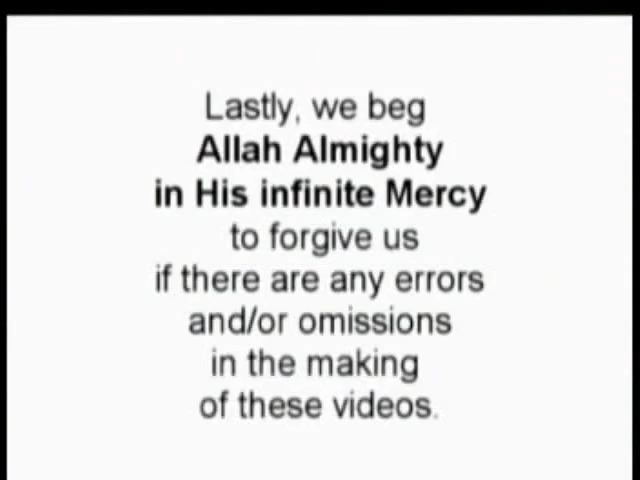 Lastly, we beg
Allah Almighty
in His infinite Mercy
to forgive us
if there are any errors
and/or omissions
in the making
of these videos.